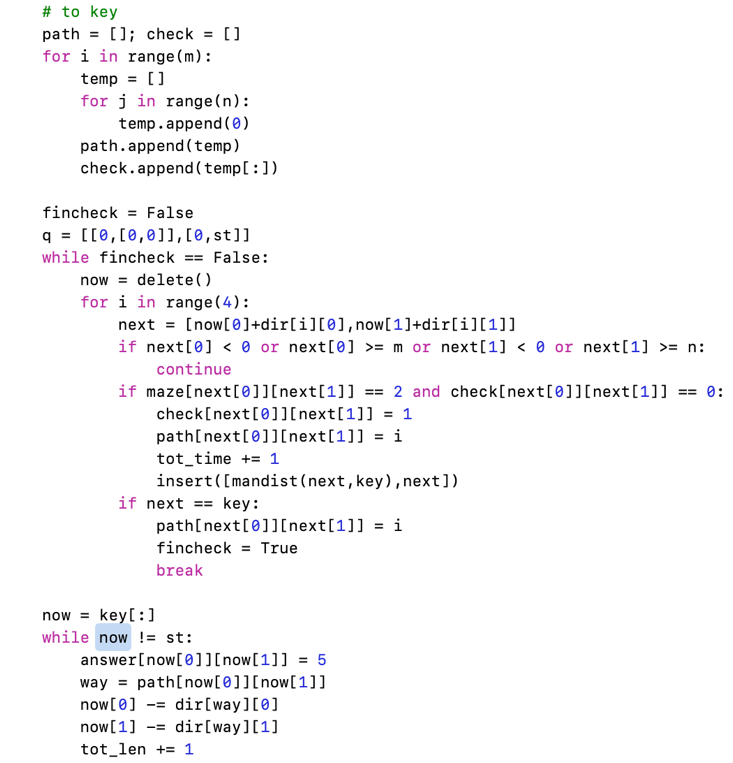 # to key
path = []; check = []
for i in range(m):
    temp = []
    for j in range(n):
        temp.append(0)
    path.append(temp)
    check.append(temp[:])

fincheck = False
q = [[0,[0,0]],[0,st]]
while fincheck == False:
    now = delete()
    for i in range(4):
        next = [now[0]+dir[i][0],now[1]+dir[i][1]]
        if next[0] < 0 or next[0] >= m or next[1] < 0 or next[1] >= n:
            continue
        if maze[next[0]][next[1]] == 2 and check[next[0]][next[1]] == 0:
            check[next[0]][next[1]] = 1
            path[next[0]][next[1]] = i
            tot_time += 1
            insert([mandist(next,key),next])
        if next == key:
            path[next[0]][next[1]] = i
            fincheck = True
            break

now = key[:]
while now != st:
    answer[now[0]][now[1]] = 5
    way = path[now[0]][now[1]]
    now[0] -= dir[way][0]
    now[1] -= dir[way][1]
    tot_len += 1